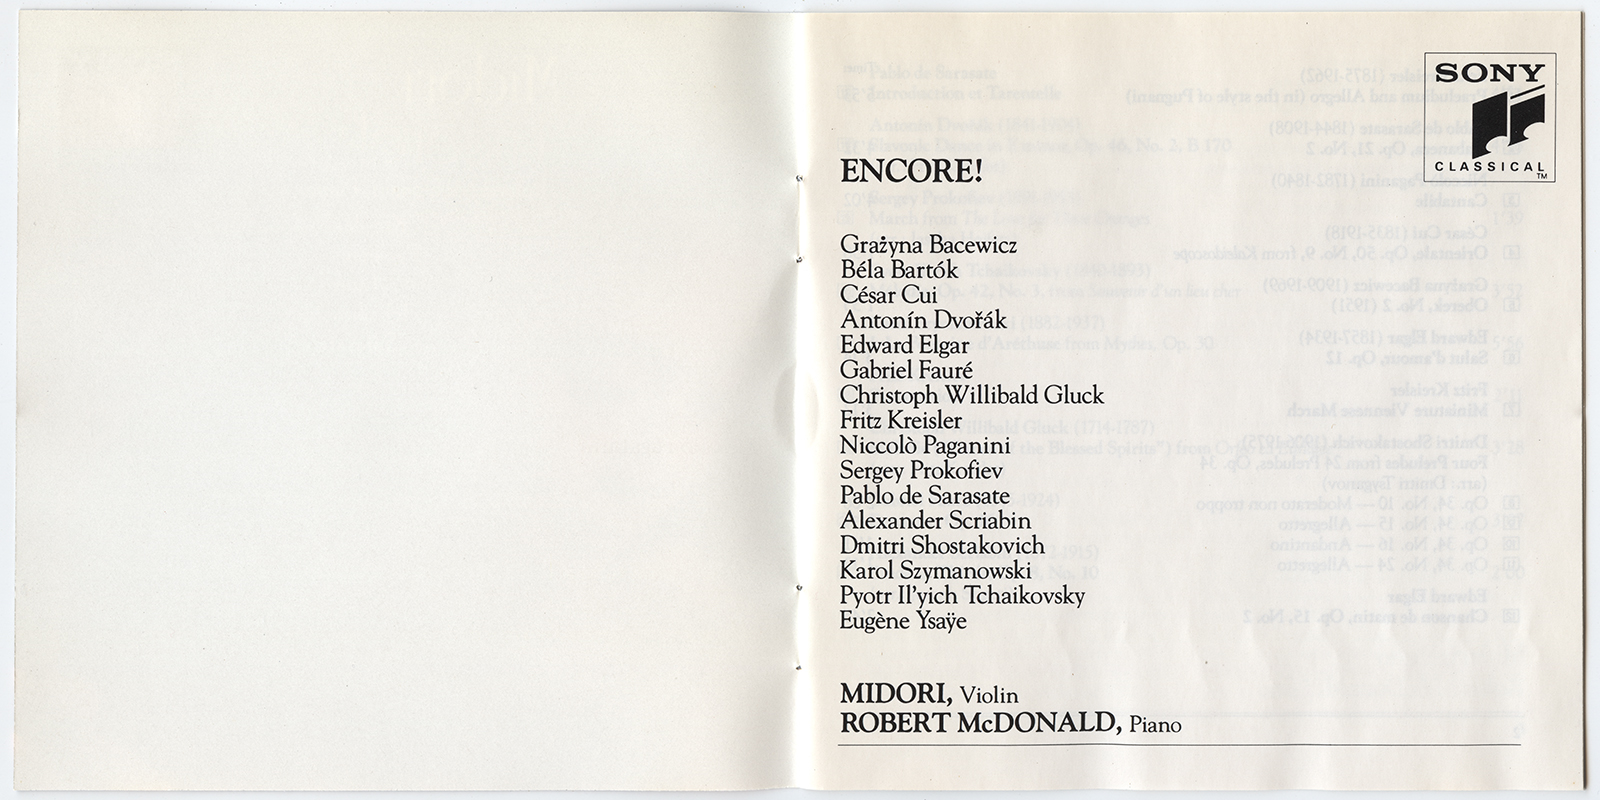 SONY
CLASSICAL
TM
ENCORE!
Grażyna Bacewicz
Béla Bartók
César Cui
Antonín Dvořák
Edward Elgar
Gabriel Fauré
Christoph Willibald Gluck
Fritz Kreisler
Niccolò Paganini
Sergey Prokofiev
Pablo de Sarasate
Alexander Scriabin
Dmitri Shostakovich
Karol Szymanowski
Pyotr Il'yich Tchaikovsky
Eugène Ysaÿe
MIDORI, Violin
ROBERT McDONALD, Piano